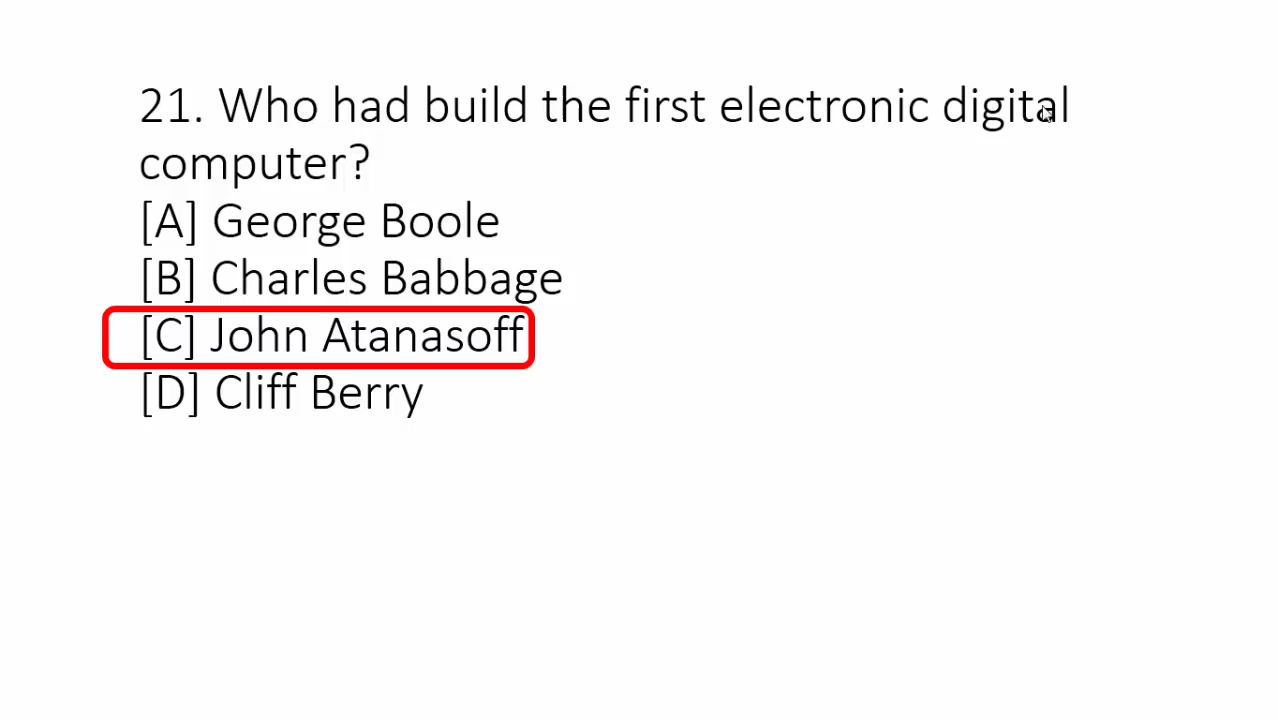 21. Who had build the first electronic digital
computer?
[A] George Boole
[B] Charles Babbage
[C] John Atanasoff
[D] Cliff Berry